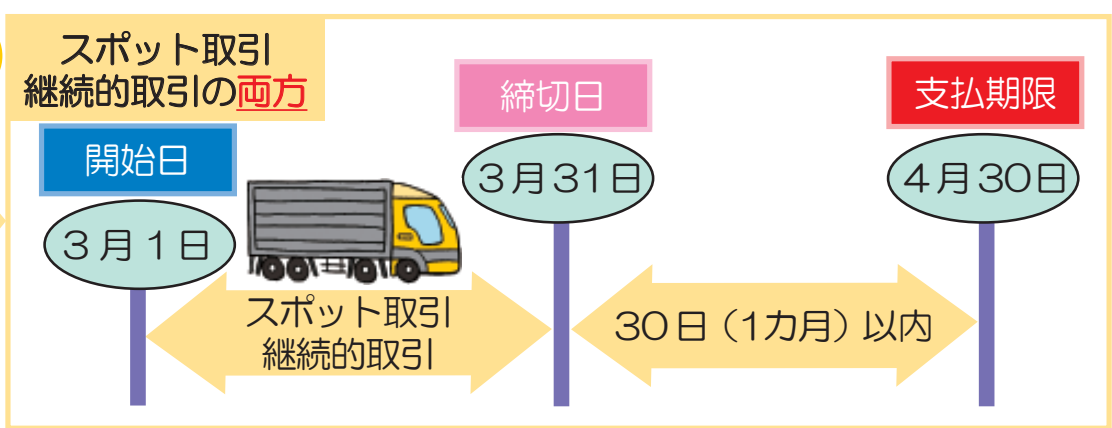 スポット取引
継続的取引の両方
締切日
支払期限
開始日
3月31日
4月30日
3月1日
スポット取引
継続的取引
30日（1カ月）以内